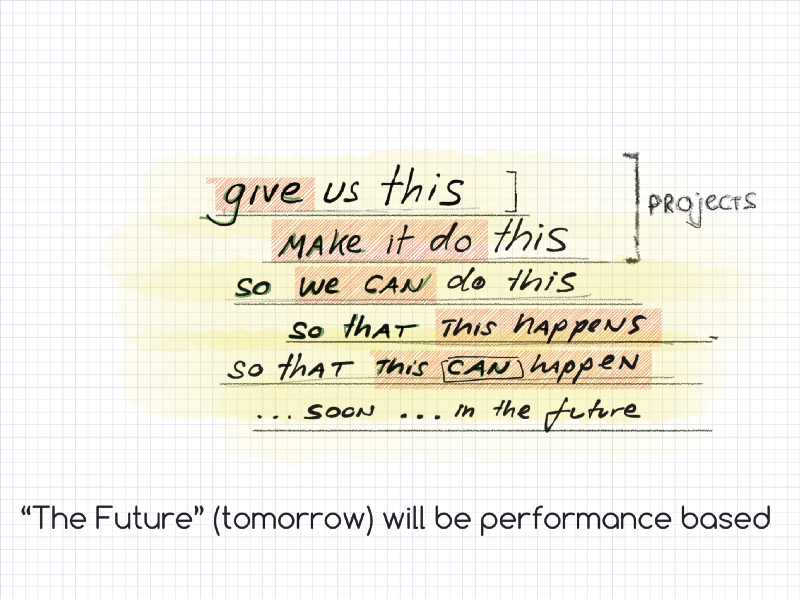 give us this
PROJECTS
MAKE it do this
so we CAN do this
so that This happens
so that This CAN happen
... soon ... in the future
“The Future” (tomorrow) will be performance based